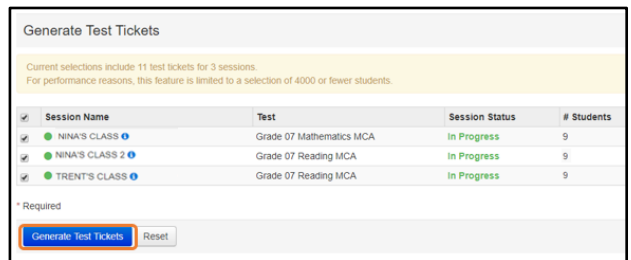 Generate Test Tickets
Current selections include 11 test tickets for 3 sessions.
For performance reasons, this feature is limited to a selection of 4000 or fewer students.
Session Name Test Session Status # Students
NINA'S CLASS Grade 07 Mathematics MCA In Progress 9
NINA'S CLASS 2 Grade 07 Reading MCA In Progress 9
TRENT'S CLASS Grade 07 Reading MCA In Progress 9
* Required
Generate Test Tickets Reset